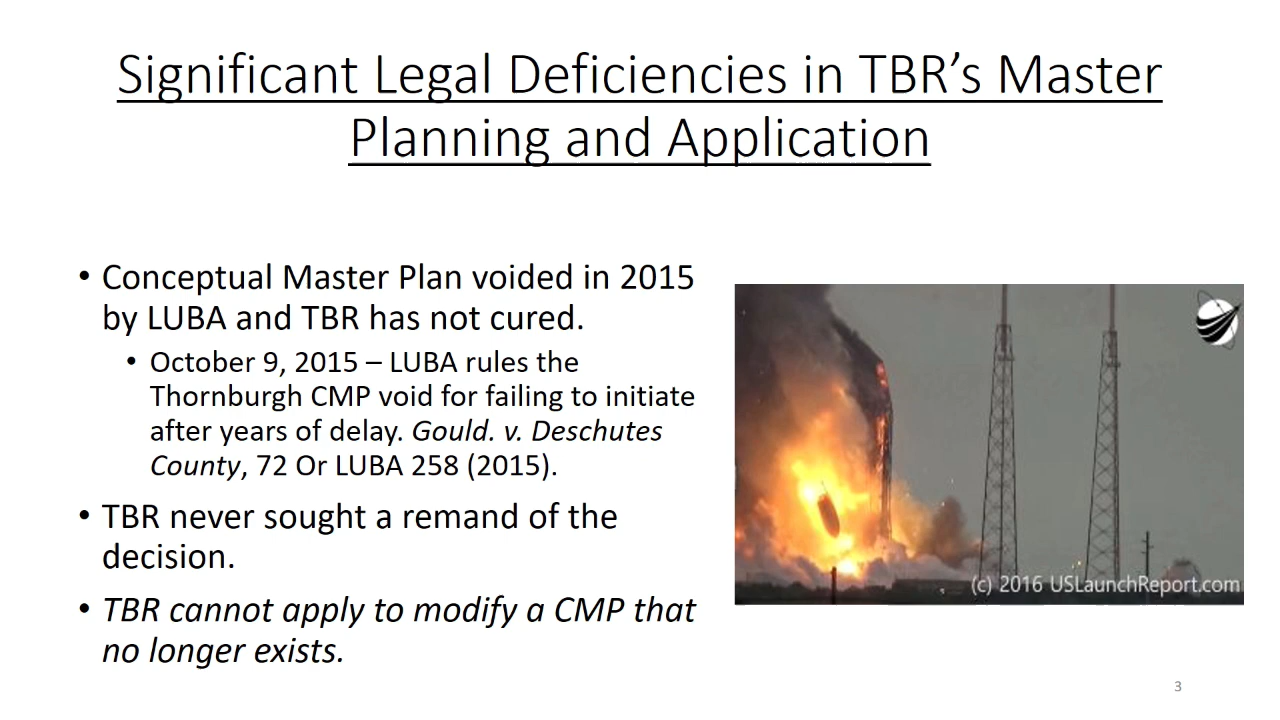 Significant Legal Deficiencies in TBR’s Master
Planning and Application
• Conceptual Master Plan voided in 2015
by LUBA and TBR has not cured.
• October 9, 2015 – LUBA rules the
Thornburgh CMP void for failing to initiate
after years of delay. Gould. v. Deschutes
County, 72 Or LUBA 258 (2015).
• TBR never sought a remand of the
decision.
• TBR cannot apply to modify a CMP that
no longer exists.
(c) 2016 USLaunchReport.com
3